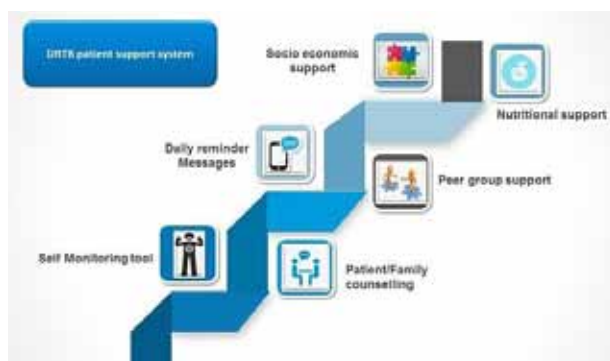 DRTB patient support system
Socio economic
support
Nutritional support
Daily reminder
Messages
Peer group support
Self Monitoring tool
Patient/Family
counselling